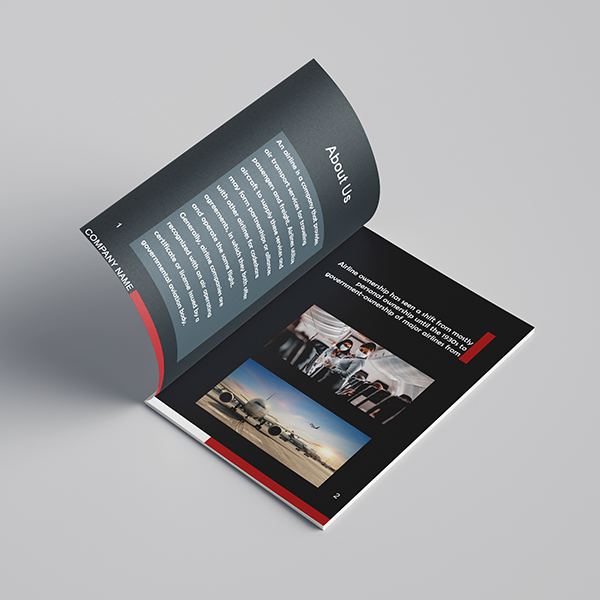 About Us
An airline is a company that provides
air transport services for traveling
passengers and freight. Airlines utilize
aircraft to supply these services and
may form partnerships or alliances
with other airlines for codeshare
agreements, in which they both offer
and operate the same flight.
Generally, airline companies are
recognized with an air operating
certificate or license issued by a
governmental aviation body.
1
COMPANY NAME
Airline ownership has seen a shift from mostly
personal ownership until the 1930s to
government-ownership of major airlines from
2